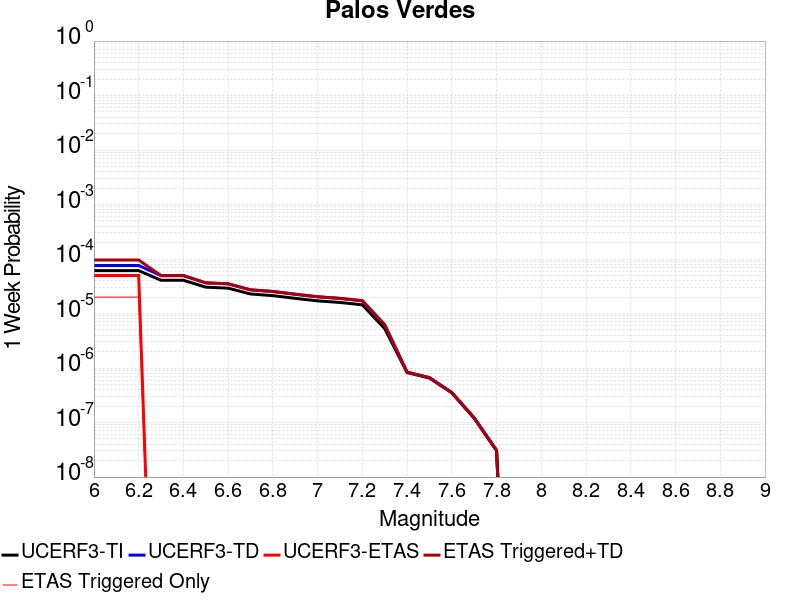 Palos Verdes
1 Week Probability
10^0
10^-1
10^-2
10^-3
10^-4
10^-5
10^-6
10^-7
10^-8
6 6.2 6.4 6.6 6.8 7 7.2 7.4 7.6 7.8 8 8.2 8.4 8.6 8.8 9
Magnitude
UCERF3-TI UCERF3-TD UCERF3-ETAS ETAS Triggered+TD
ETAS Triggered Only